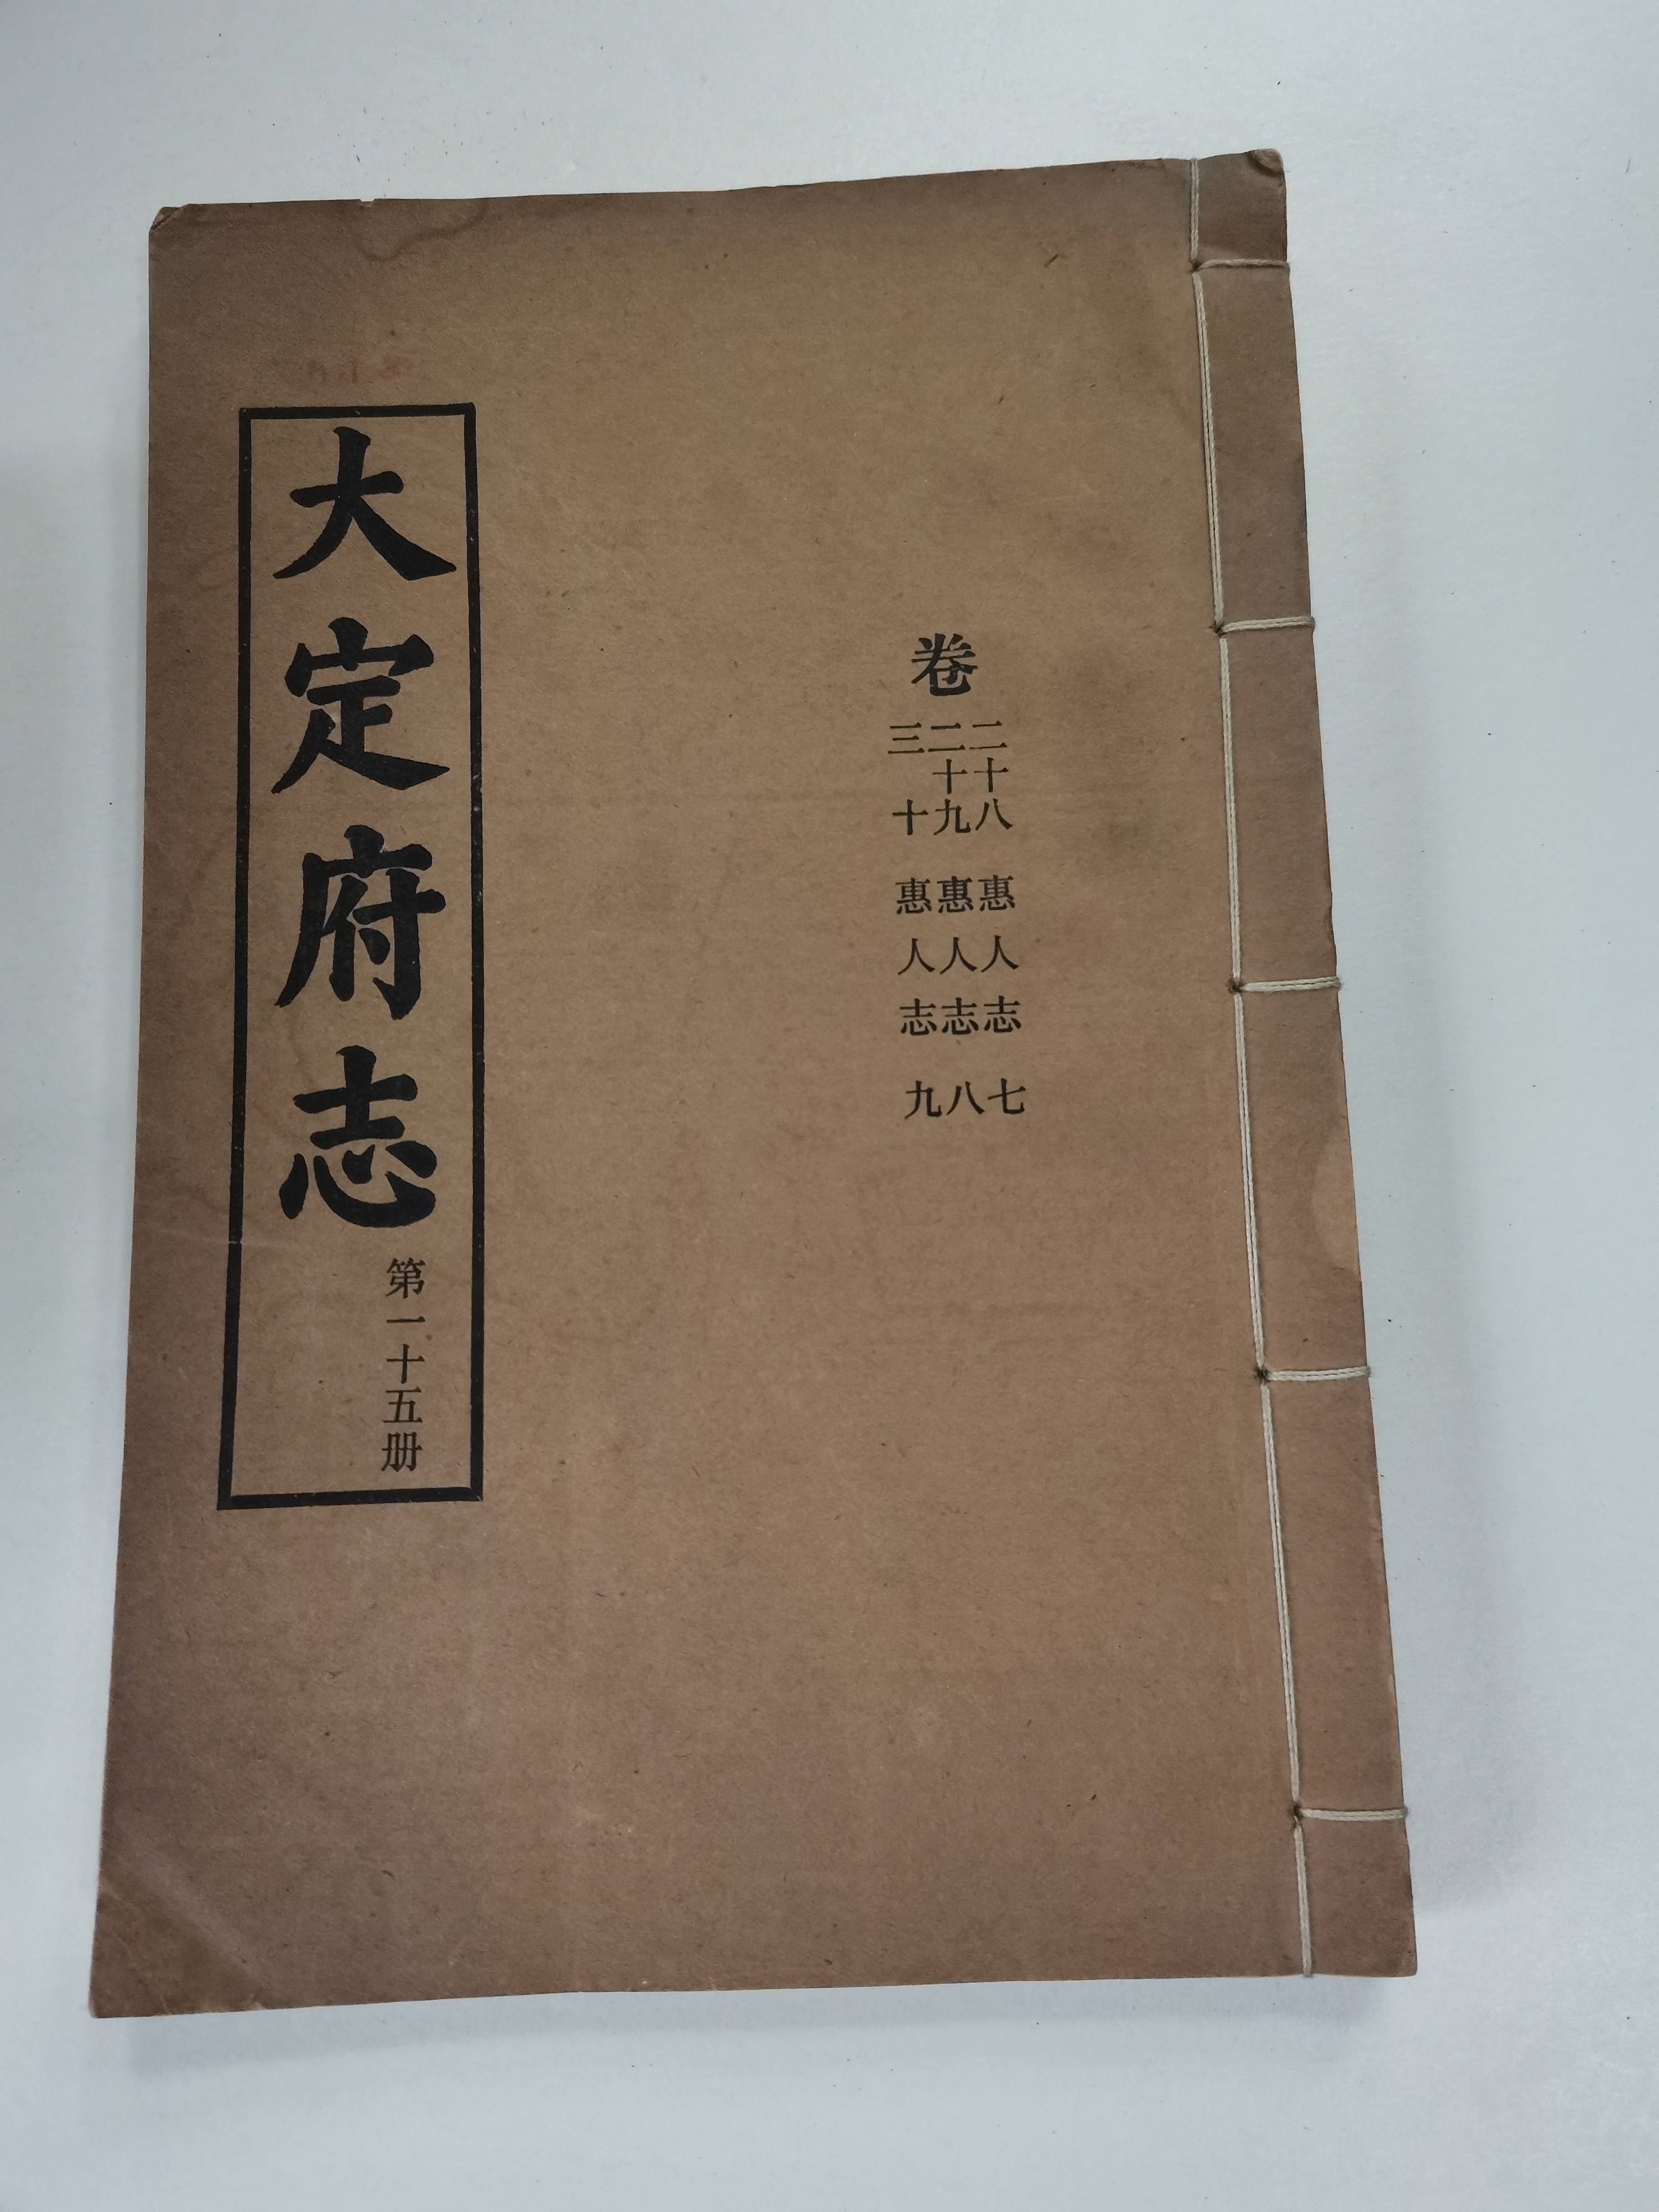 卷
二十八 惠人志 七
二十九 惠人志 八
三十 惠人志 九
大定府志
第一十五册